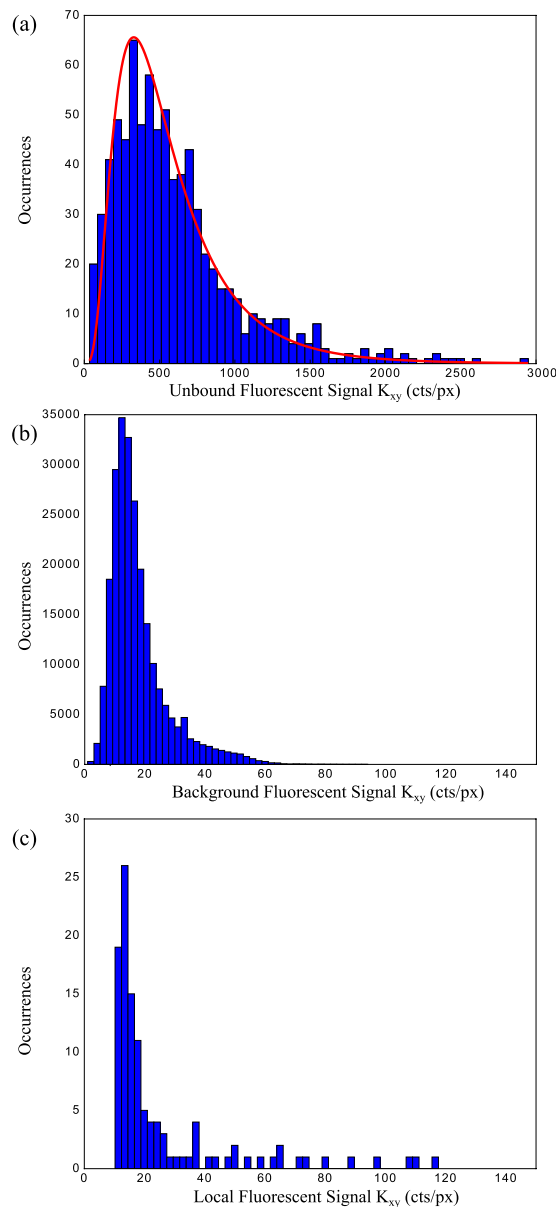 (a)
70
60
50
40
30
20
10
0
Occurrences
0 500 1000 1500 2000 2500 3000
Unbound Fluorescent Signal Kxy (cts/px)
(b)
35000
30000
25000
20000
15000
10000
5000
0
Occurrences
0 20 40 60 80 100 120 140
Background Fluorescent Signal Kxy (cts/px)
(c)
30
25
20
15
10
5
0
Occurrences
0 20 40 60 80 100 120 140
Local Fluorescent Signal Kxy (cts/px)